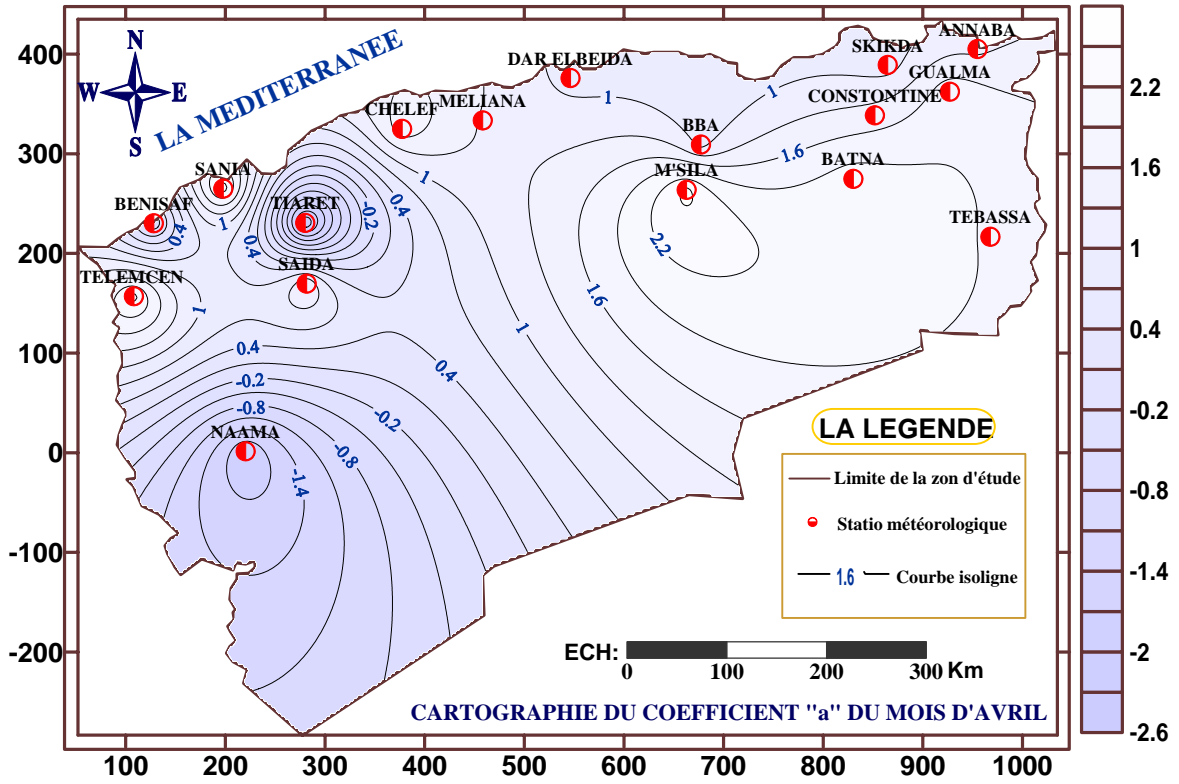 400
300
200
100
0
-100
-200
N
W E
S
LA MEDITERRANEE
ANNABA
SKIKDA
DAR ELBEIDA
GUALMA
CONSTONTINE
CHELEF
MELIANA
BBA
M'SILA
BATNA
SANIA
BENISAF
TIARET
TEBASSA
SAIDA
TELEMCEN
NAAMA
1
1
1.6
1
0.4
-0.2
0.4
1
0.4
2.2
1
1.6
1
0.4
0.4
-0.2
-0.2
-0.8
-0.8
-1.4
LA LEGENDE
Limite de la zon d'étude
Statio météorologique
1.6 Courbe isoligne
ECH:
0 100 200 300 Km
CARTOGRAPHIE DU COEFFICIENT "a" DU MOIS D'AVRIL
100 200 300 400 500 600 700 800 900 1000
2.2
1.6
1
0.4
-0.2
-0.8
-1.4
-2
-2.6